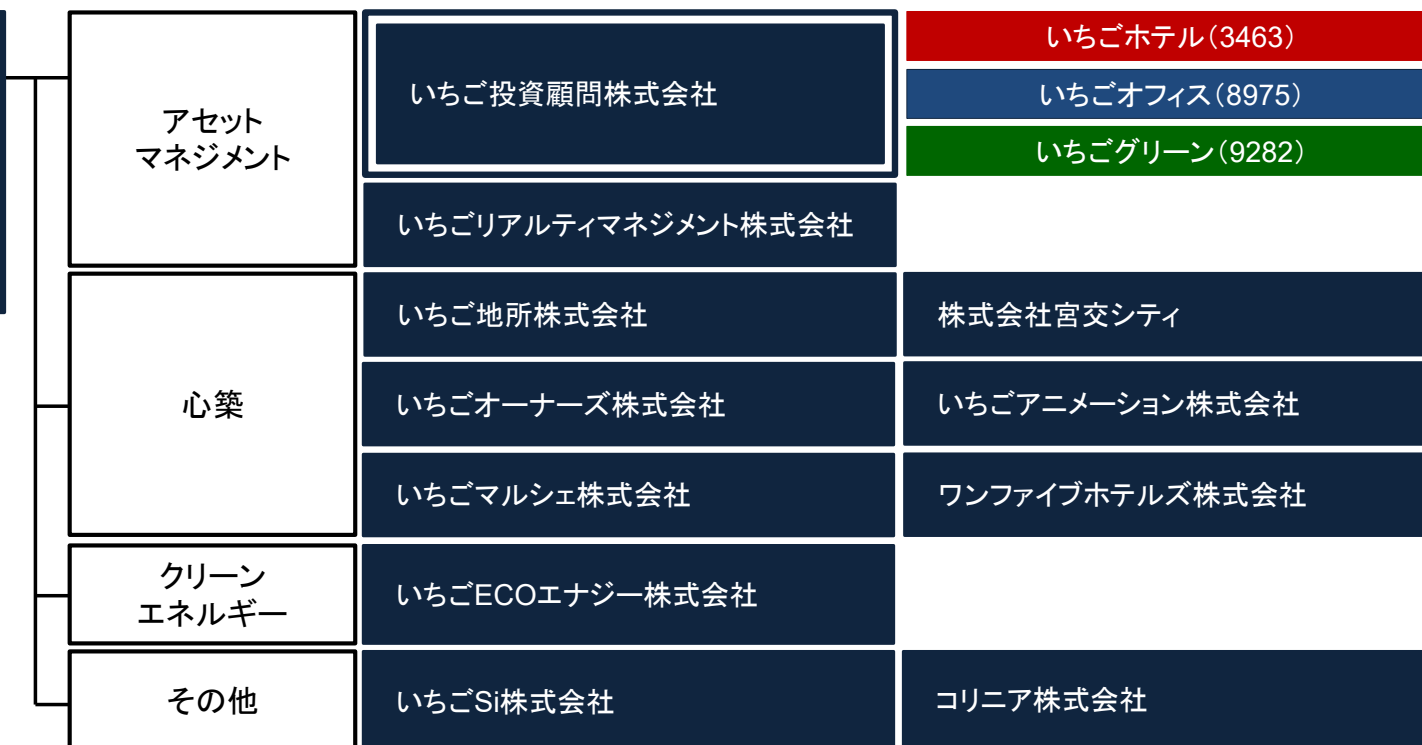 アセット
マネジメント
いちご投資顧問株式会社
いちごホテル（3463）
いちごオフィス（8975）
いちごグリーン（9282）
いちごリアルティマネジメント株式会社
心築
いちご地所株式会社
株式会社宮交シティ
いちごオーナーズ株式会社
いちごアニメーション株式会社
いちごマルシェ株式会社
ワンファイブホテルズ株式会社
クリーン
エネルギー
いちごECOエナジー株式会社
その他
いちごSi株式会社
コリニア株式会社